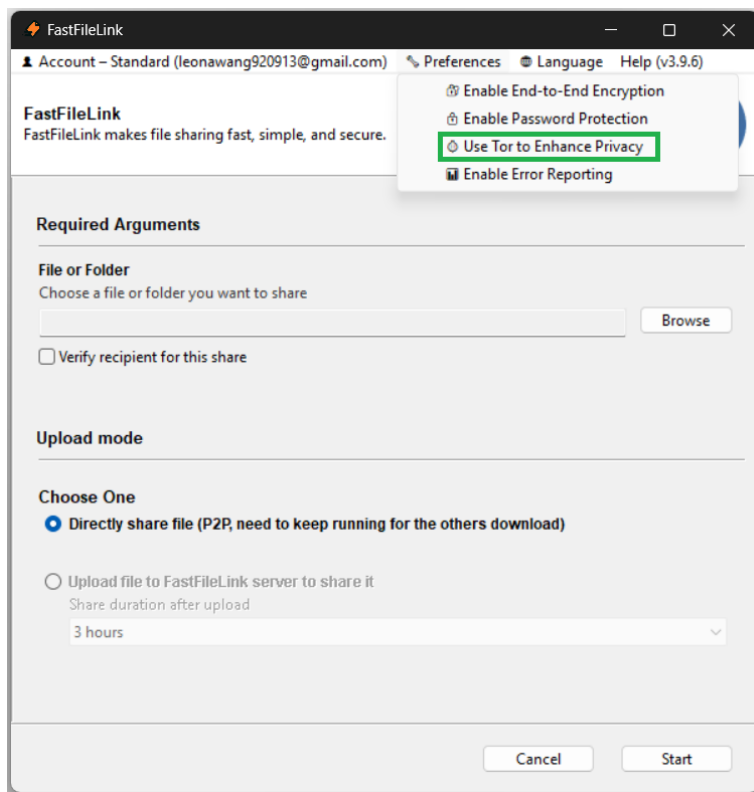 FastFileLink
Account – Standard (leonawang920913@gmail.com) Preferences Language Help (v3.9.6)
Enable End-to-End Encryption
Enable Password Protection
Use Tor to Enhance Privacy
Enable Error Reporting
FastFileLink
FastFileLink makes file sharing fast, simple, and secure.
Required Arguments
File or Folder
Choose a file or folder you want to share
Browse
Verify recipient for this share
Upload mode
Choose One
Directly share file (P2P, need to keep running for the others download)
Upload file to FastFileLink server to share it
Share duration after upload
3 hours
Cancel Start